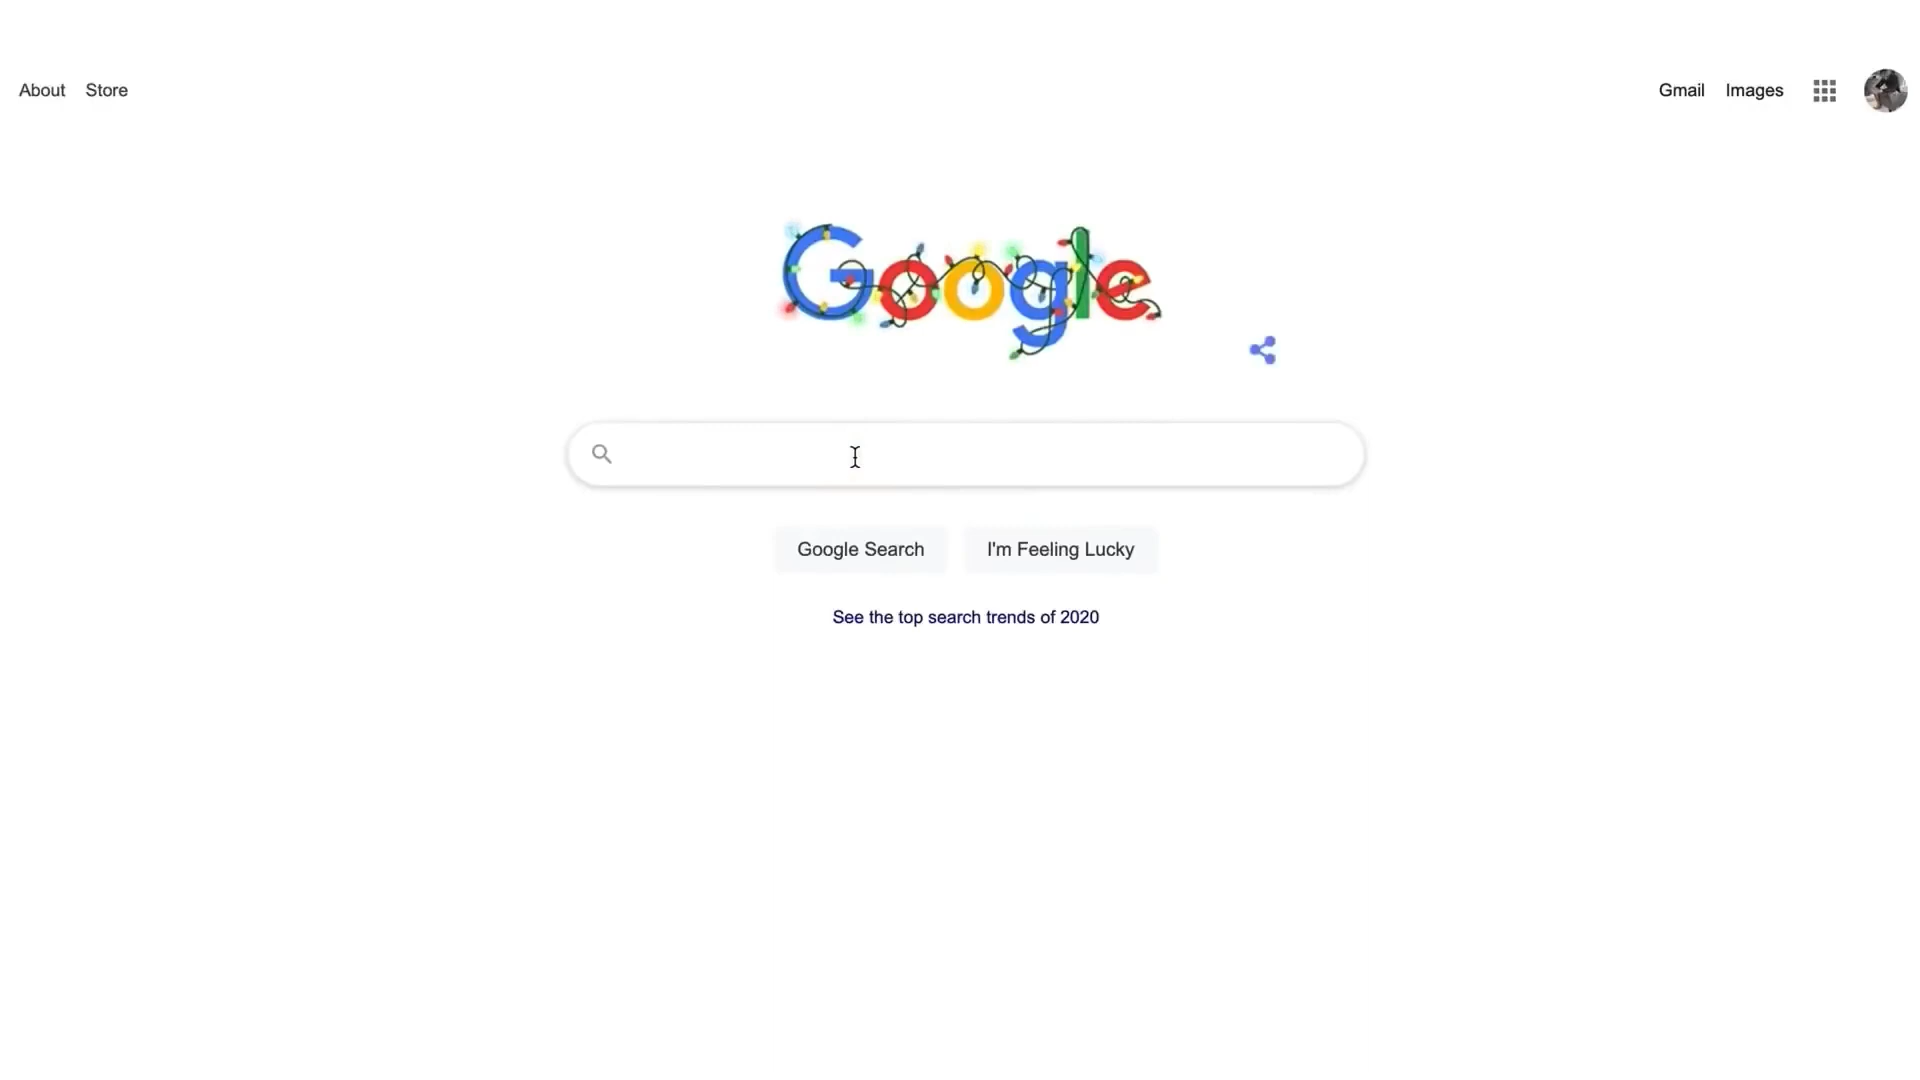 About Store
Gmail Images
Google
Google Search I'm Feeling Lucky
See the top search trends of 2020